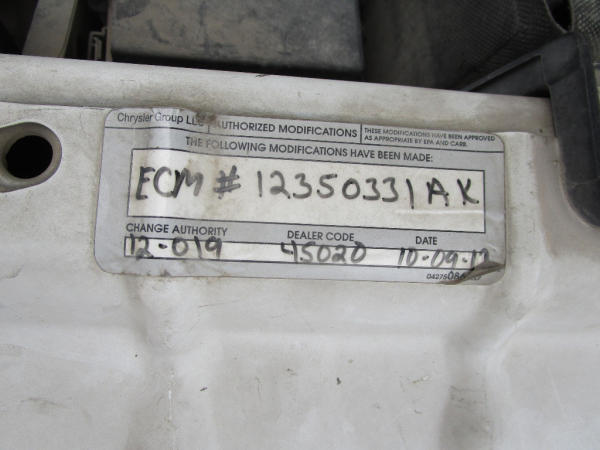 Chrysler Group LLC AUTHORIZED MODIFICATIONS THESE MODIFICATIONS HAVE BEEN APPROVED
AS APPROPRIATE BY EPA AND CARB.
THE FOLLOWING MODIFICATIONS HAVE BEEN MADE:
ECM # 12350331AK
CHANGE AUTHORITY DEALER CODE DATE
12-019 45020 10-09-12